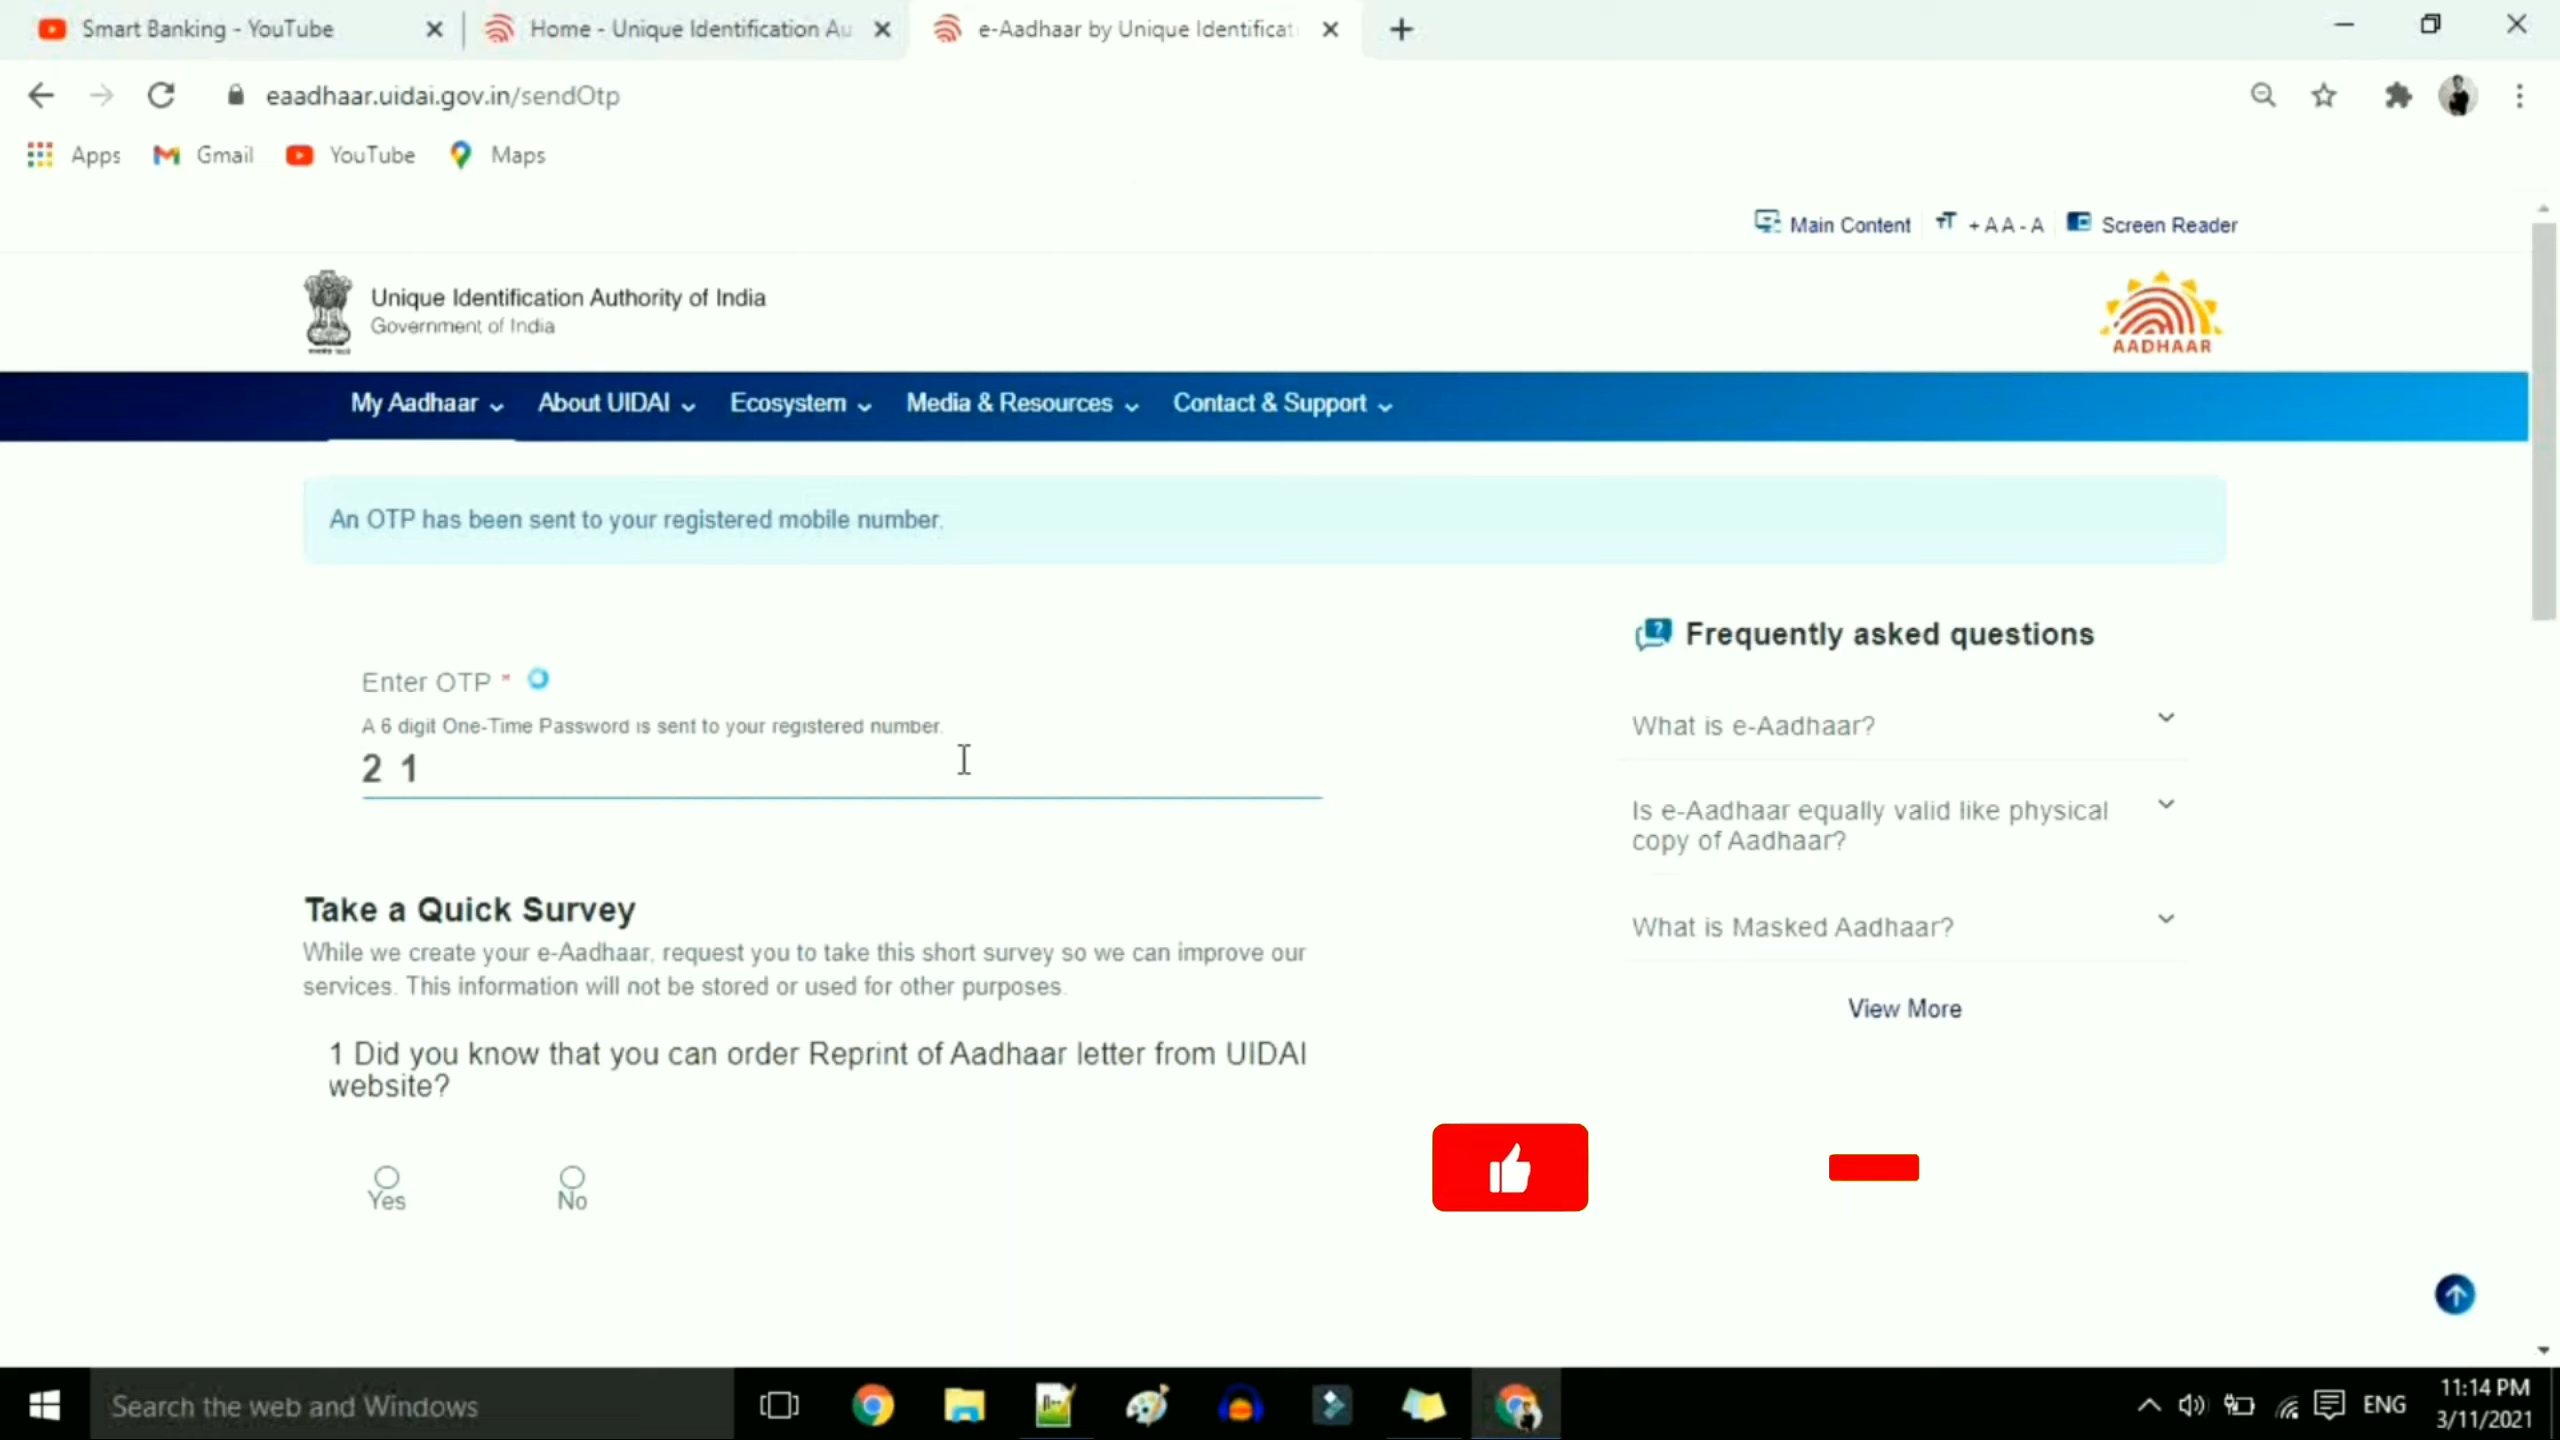 Smart Banking - YouTube
Home - Unique Identification Au
e-Aadhaar by Unique Identificat
eaadhaar.uidai.gov.in/sendOtp
Apps
Gmail
YouTube
Maps
Main Content
+ A A - A
Screen Reader
Unique Identification Authority of India
Government of India
AADHAAR
My Aadhaar
About UIDAI
Ecosystem
Media & Resources
Contact & Support
An OTP has been sent to your registered mobile number.
Enter OTP *
A 6 digit One-Time Password is sent to your registered number.
2 1
Take a Quick Survey
While we create your e-Aadhaar, request you to take this short survey so we can improve our
services. This information will not be stored or used for other purposes.
1 Did you know that you can order Reprint of Aadhaar letter from UIDAI
website?
Yes
No
Frequently asked questions
What is e-Aadhaar?
Is e-Aadhaar equally valid like physical
copy of Aadhaar?
What is Masked Aadhaar?
View More
Search the web and Windows
ENG
11:14 PM
3/11/2021